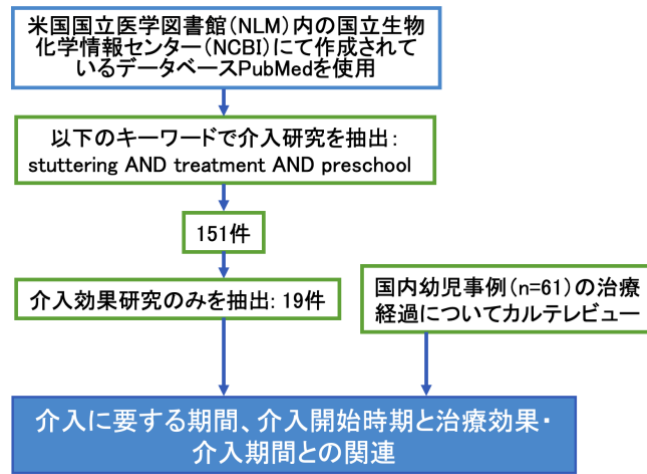 米国国立医学図書館(NLM)内の国立生物
化学情報センター(NCBI)にて作成されて
いるデータベースPubMedを使用
以下のキーワードで介入研究を抽出:
stuttering AND treatment AND preschool
151件
介入効果研究のみを抽出: 19件
国内幼児事例(n=61)の治療
経過についてカルテレビュー
介入に要する期間、介入開始時期と治療効果・
介入期間との関連